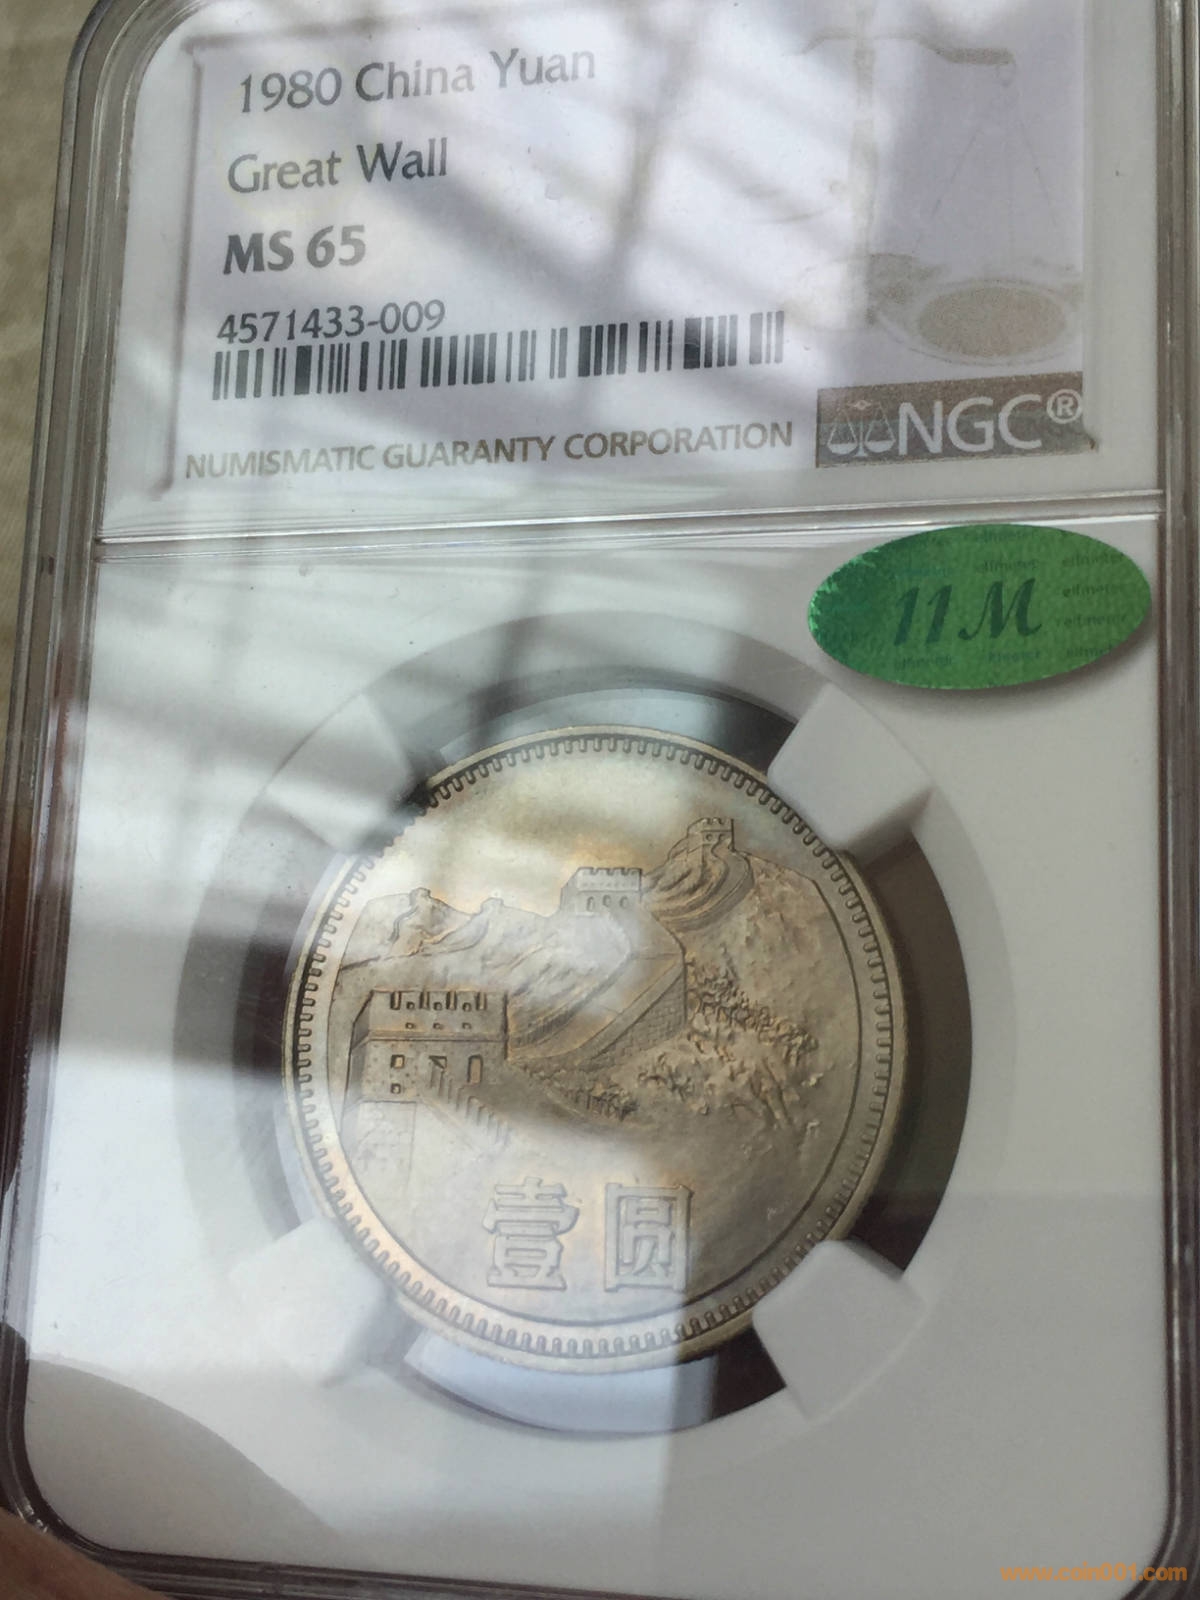 1980 China Yuan
Great Wall
MS 65
4571433-009
NUMISMATIC GUARANTY CORPORATION
NGC®
11M
壹圆
www.coin001.com